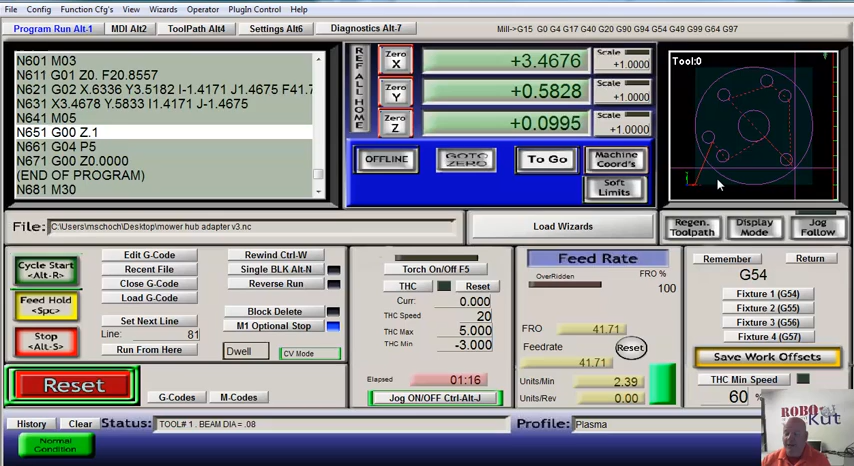 File Config Function Cfg's View Wizards Operator PlugIn Control Help
Program Run Alt-1 MDI Alt2 ToolPath Alt4 Settings Alt6 Diagnostics Alt-7 Mill->G15 G0 G4 G17 G40 G20 G90 G94 G54 G49 G99 G64 G97
N601 M03
N611 G01 Z0. F20.8557
N621 G02 X.6336 Y3.5182 I-1.4171 J1.4675 F41.7
N631 X3.4678 Y.5833 I1.4171 J-1.4675
N641 M05
N651 G00 Z.1
N661 G04 P5
N671 G00 Z0.0000
(END OF PROGRAM)
N681 M30
REF ALL HOME
Zero X +3.4676 Scale +1.0000
Zero Y +0.5828 Scale +1.0000
Zero Z +0.0995 Scale +1.0000
OFFLINE GOTO ZERO To Go Machine Coord's
Soft Limits
Tool:0
File: C:\Users\mschoch\Desktop\mower hub adapter v3.nc Load Wizards
Regen. Toolpath Display Mode Jog Follow
Cycle Start <Alt-R>
Feed Hold <Spc>
Stop <Alt-S>
Edit G-Code
Recent File
Close G-Code
Load G-Code
Set Next Line
Line: 81
Run From Here
Rewind Ctrl-W
Single BLK Alt-N
Reverse Run
Block Delete
M1 Optional Stop
Dwell CV Mode
Reset
G-Codes M-Codes
Torch On/Off F5
THC Reset
Curr: 0.000
THC Speed 20
THC Max 5.000
THC Min -3.000
Elapsed 01:16
Jog ON/OFF Ctrl-Alt-J
Feed Rate
OverRidden FRO %
100
FRO 41.71
Feedrate Reset
41.71
Units/Min 2.39
Units/Rev 0.00
Remember Return
G54
Fixture 1 (G54)
Fixture 2 (G55)
Fixture 3 (G56)
Fixture 4 (G57)
Save Work Offsets
THC Min Speed
60 %
History Clear Status: TOOL# 1 . BEAM DIA = .08 Profile: Plasma
Normal Condition
ROBO
Kut